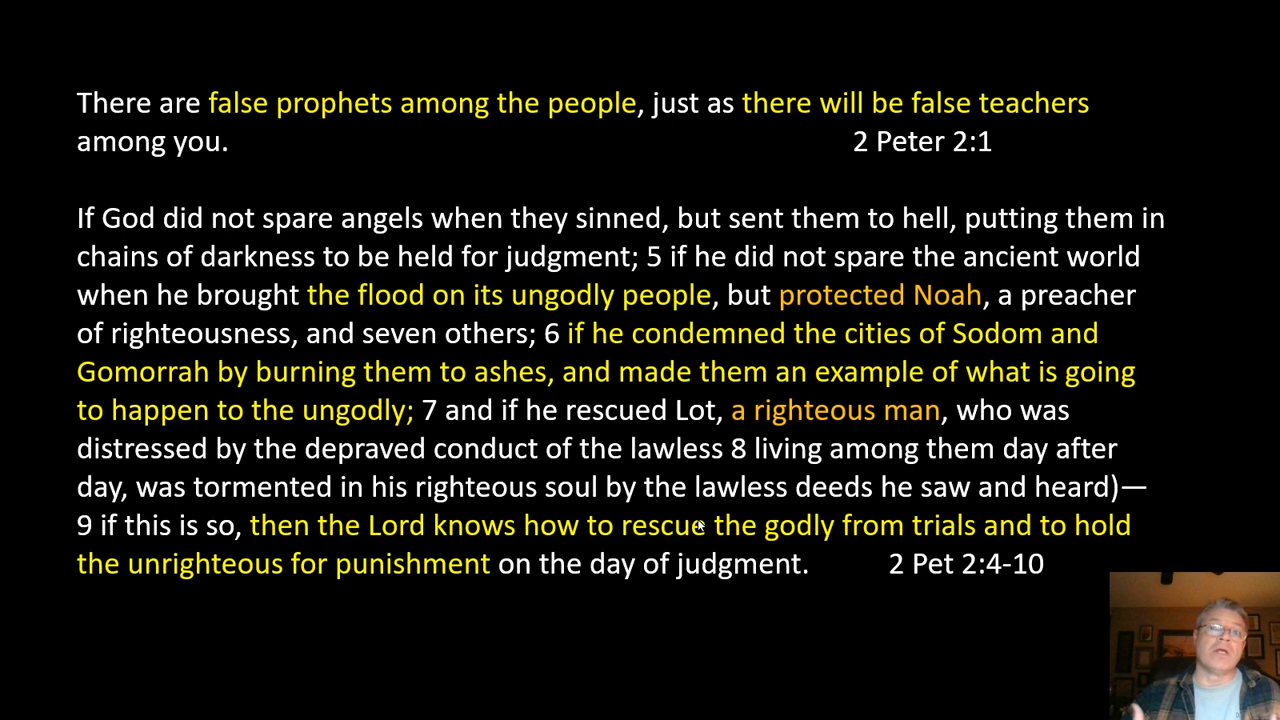 There are false prophets among the people, just as there will be false teachers
among you. 2 Peter 2:1
If God did not spare angels when they sinned, but sent them to hell, putting them in
chains of darkness to be held for judgment; 5 if he did not spare the ancient world
when he brought the flood on its ungodly people, but protected Noah, a preacher
of righteousness, and seven others; 6 if he condemned the cities of Sodom and
Gomorrah by burning them to ashes, and made them an example of what is going
to happen to the ungodly; 7 and if he rescued Lot, a righteous man, who was
distressed by the depraved conduct of the lawless 8 living among them day after
day, was tormented in his righteous soul by the lawless deeds he saw and heard)—
9 if this is so, then the Lord knows how to rescue the godly from trials and to hold
the unrighteous for punishment on the day of judgment. 2 Pet 2:4-10